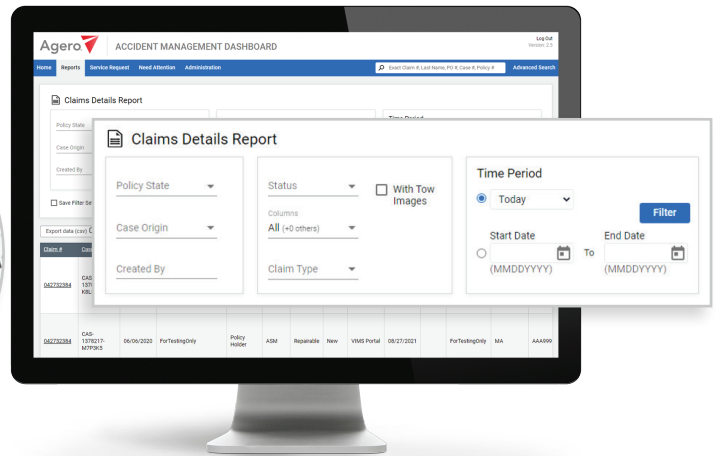 Agero
ACCIDENT MANAGEMENT DASHBOARD
Log Out
Version: 2.5
Home Reports Service Request Need Attention Administration
Exact Claim #, Last Name, PO #, Case #, Policy #
Advanced Search
Claims Details Report
Policy State
Case Origin
Created By
Time Period
Save Filter Se
Export data (csv)
Claims Details Report
Policy State
Case Origin
Created By
Status
With Tow
Images
Columns
All (+0 others)
Claim Type
Time Period
Today
Filter
Start Date
End Date
To
(MMDDYYYY)
(MMDDYYYY)
Claim #
042732384
CAS-
042732384
CAS-
1378217-
M7P3K5
06/06/2020 ForTestingOnly
Policy
Holder
ASM Repairable New VIMS Portal 08/27/2021 ForTestingOnly MA AAA999